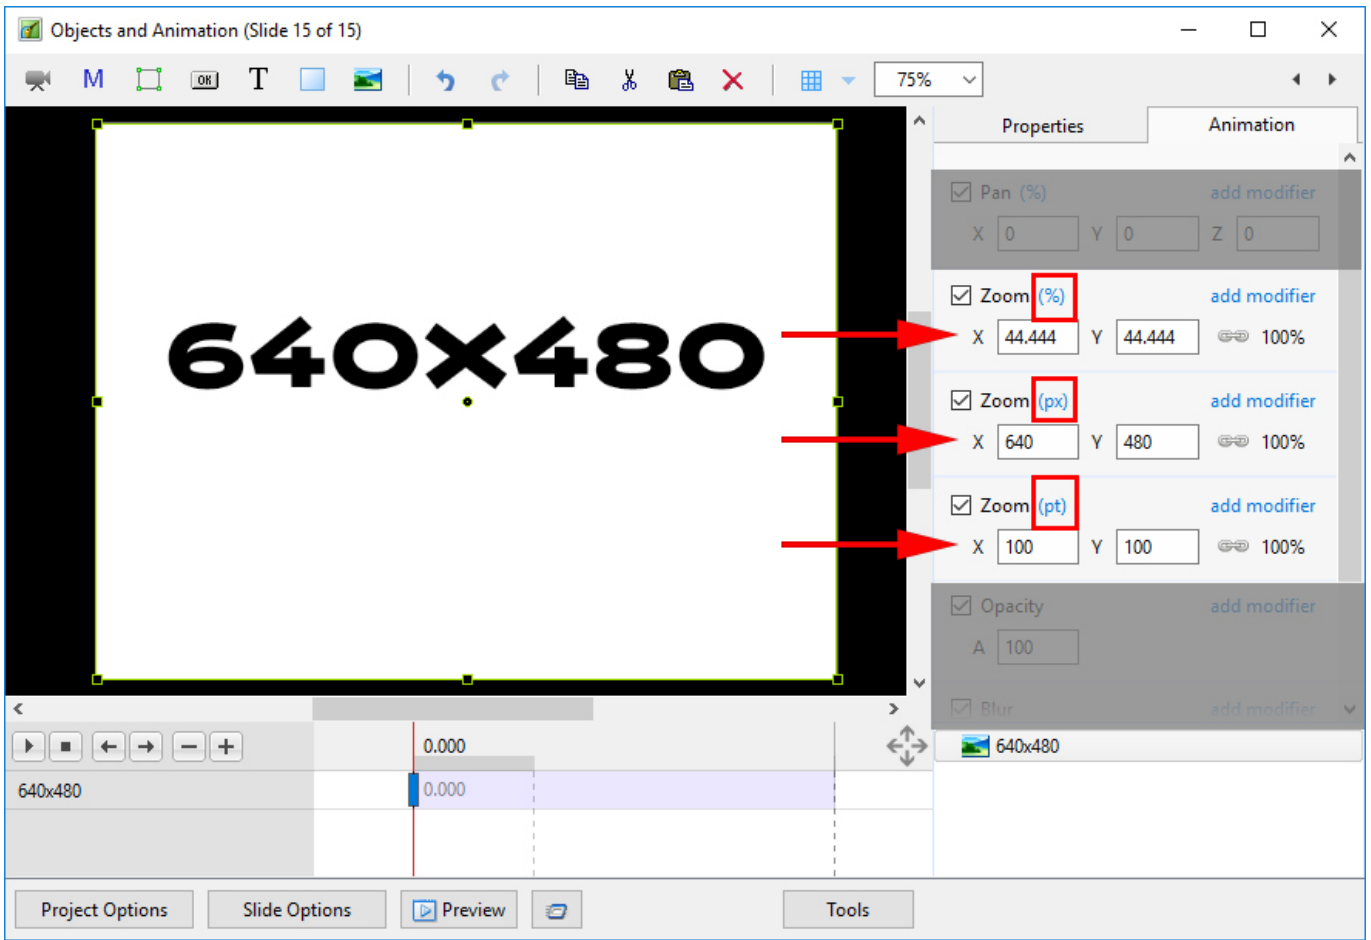 Objects and Animation (Slide 15 of 15)
M OK T 75%
Properties Animation
Pan (%) add modifier
X 0 Y 0 Z 0
Zoom (%) add modifier
X 44.444 Y 44.444 100%
640x480
Zoom (px) add modifier
X 640 Y 480 100%
Zoom (pt) add modifier
X 100 Y 100 100%
Opacity add modifier
A 100
Blur add modifier
0.000
640x480
640x480 0.000
Project Options Slide Options Preview Tools